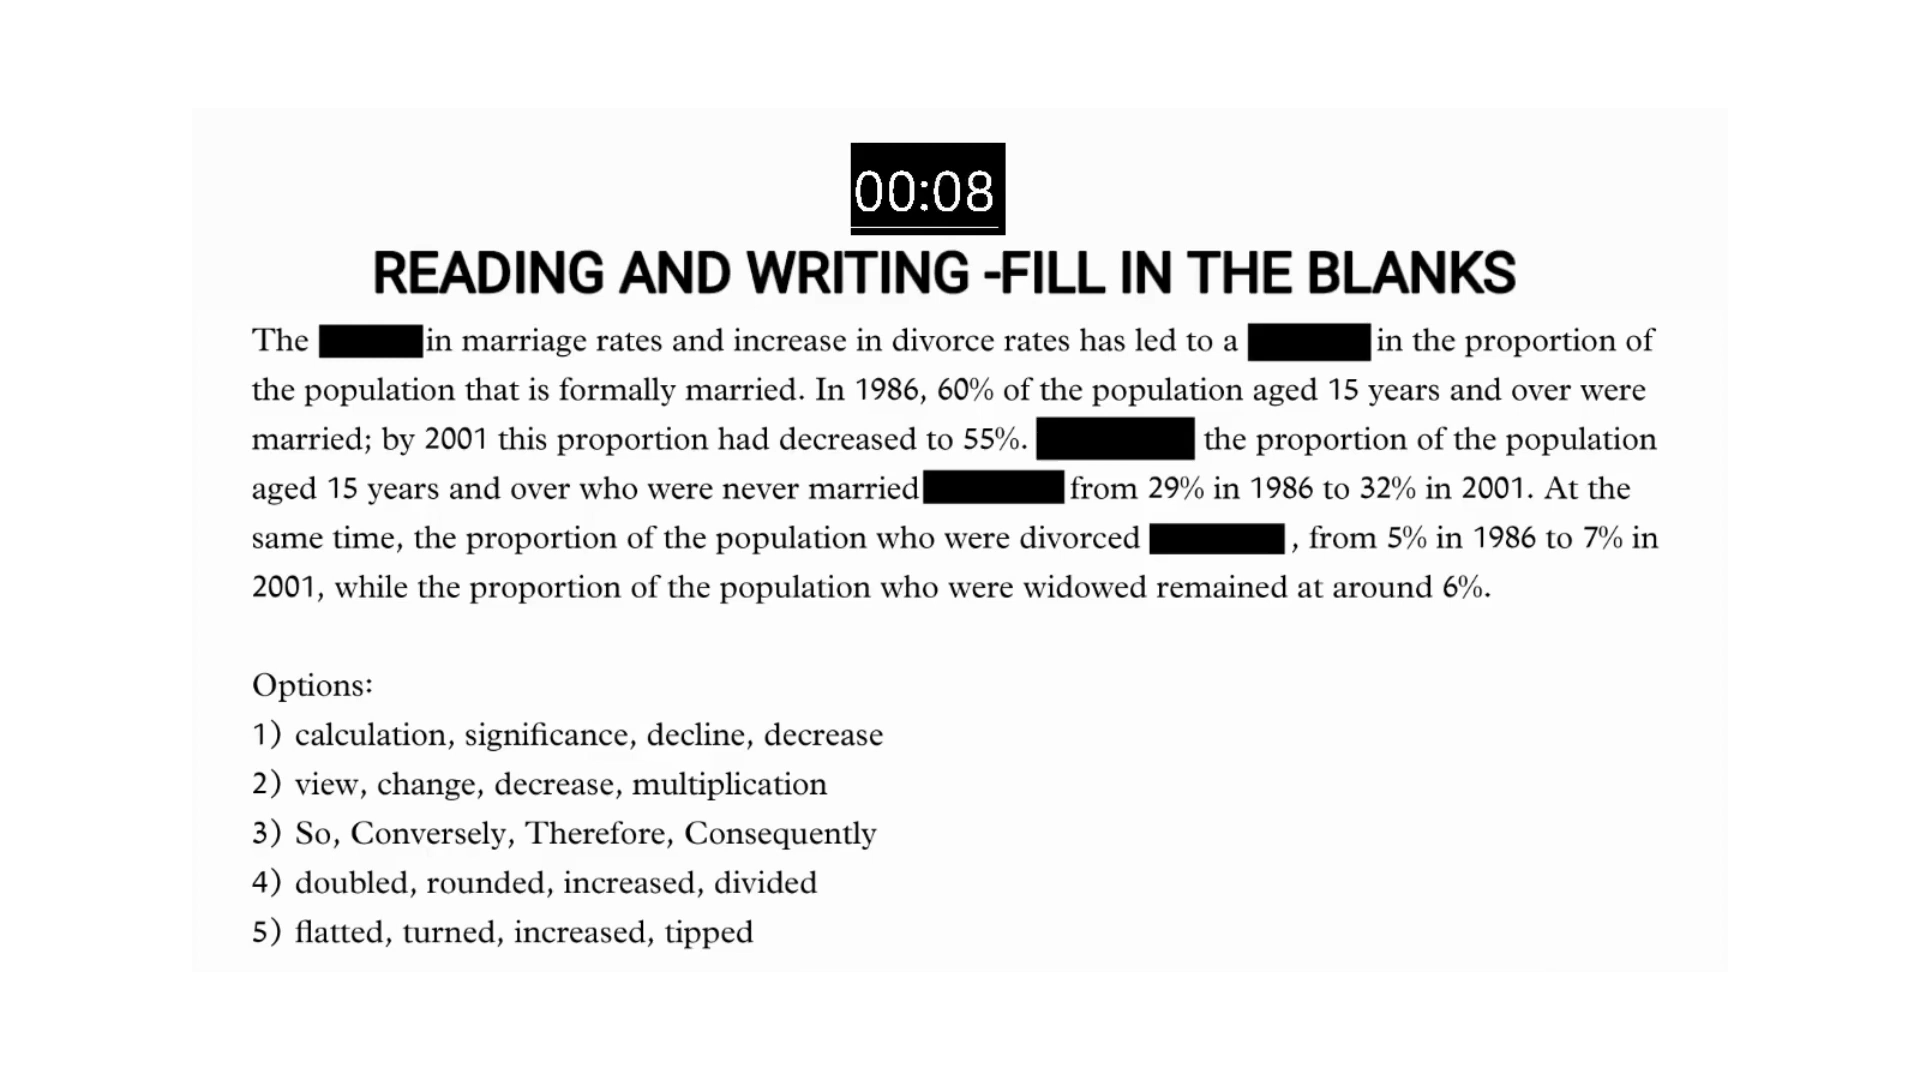 00:08
READING AND WRITING -FILL IN THE BLANKS
The in marriage rates and increase in divorce rates has led to a in the proportion of
the population that is formally married. In 1986, 60% of the population aged 15 years and over were
married; by 2001 this proportion had decreased to 55%. the proportion of the population
aged 15 years and over who were never married from 29% in 1986 to 32% in 2001. At the
same time, the proportion of the population who were divorced , from 5% in 1986 to 7% in
2001, while the proportion of the population who were widowed remained at around 6%.
Options:
1) calculation, significance, decline, decrease
2) view, change, decrease, multiplication
3) So, Conversely, Therefore, Consequently
4) doubled, rounded, increased, divided
5) flatted, turned, increased, tipped